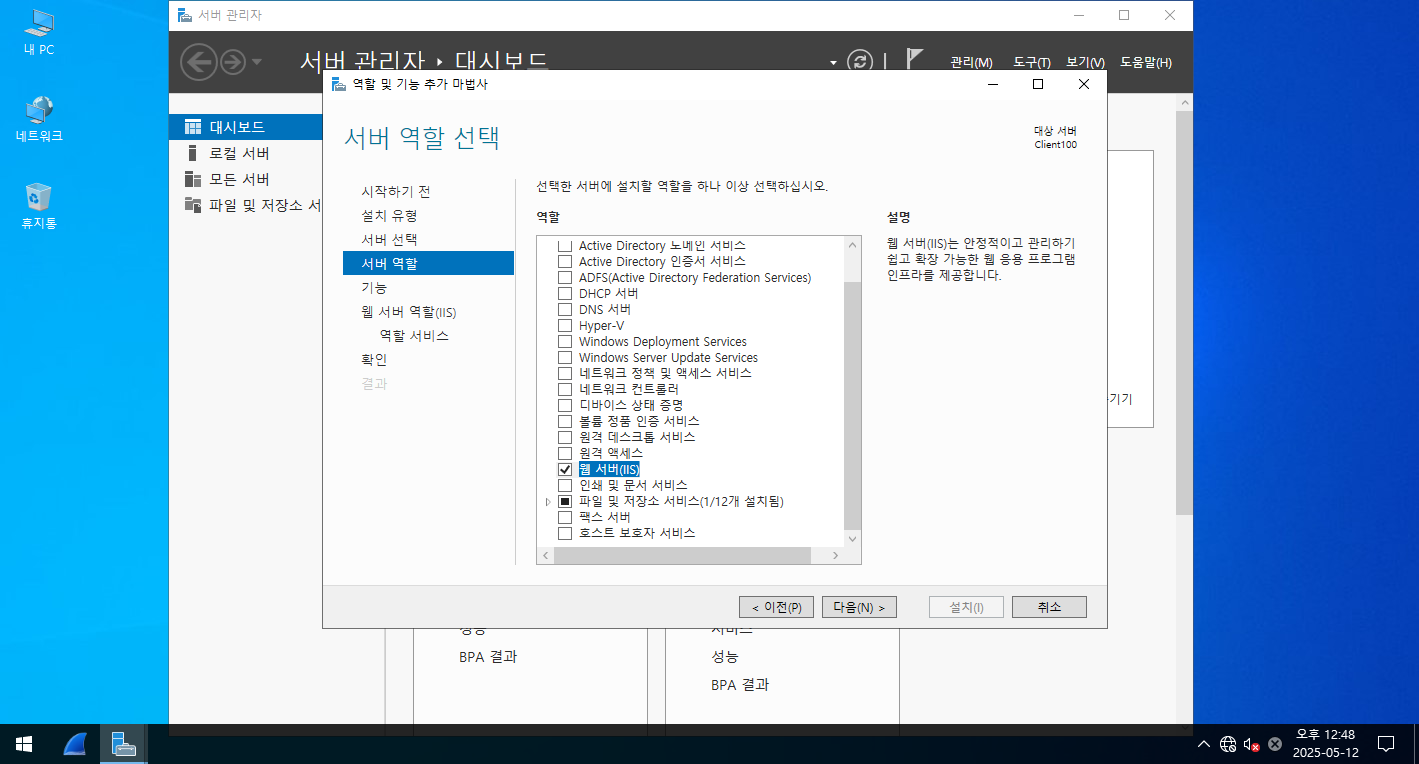 내 PC
네트워크
휴지통
서버 관리자
서버 관리자 ‣ 대시보드
관리(M) 도구(T) 보기(V) 도움말(H)
대시보드
로컬 서버
모든 서버
파일 및 저장소 서
역할 및 기능 추가 마법사
서버 역할 선택
대상 서버
Client100
시작하기 전
설치 유형
서버 선택
서버 역할
기능
웹 서버 역할(IIS)
역할 서비스
확인
결과
선택한 서버에 설치할 역할을 하나 이상 선택하십시오.
역할
Active Directory 도메인 서비스
Active Directory 인증서 서비스
ADFS(Active Directory Federation Services)
DHCP 서버
DNS 서버
Hyper-V
Windows Deployment Services
Windows Server Update Services
네트워크 정책 및 액세스 서비스
네트워크 컨트롤러
디바이스 상태 증명
볼륨 정품 인증 서비스
원격 데스크톱 서비스
원격 액세스
웹 서버(IIS)
인쇄 및 문서 서비스
파일 및 저장소 서비스(1/12개 설치됨)
팩스 서버
호스트 보호자 서비스
설명
웹 서버(IIS)는 안정적이고 관리하기
쉽고 확장 가능한 웹 응용 프로그램
인프라를 제공합니다.
< 이전(P) 다음(N) > 설치(I) 취소
성능
BPA 결과
서비스
성능
BPA 결과
오후 12:48
2025-05-12